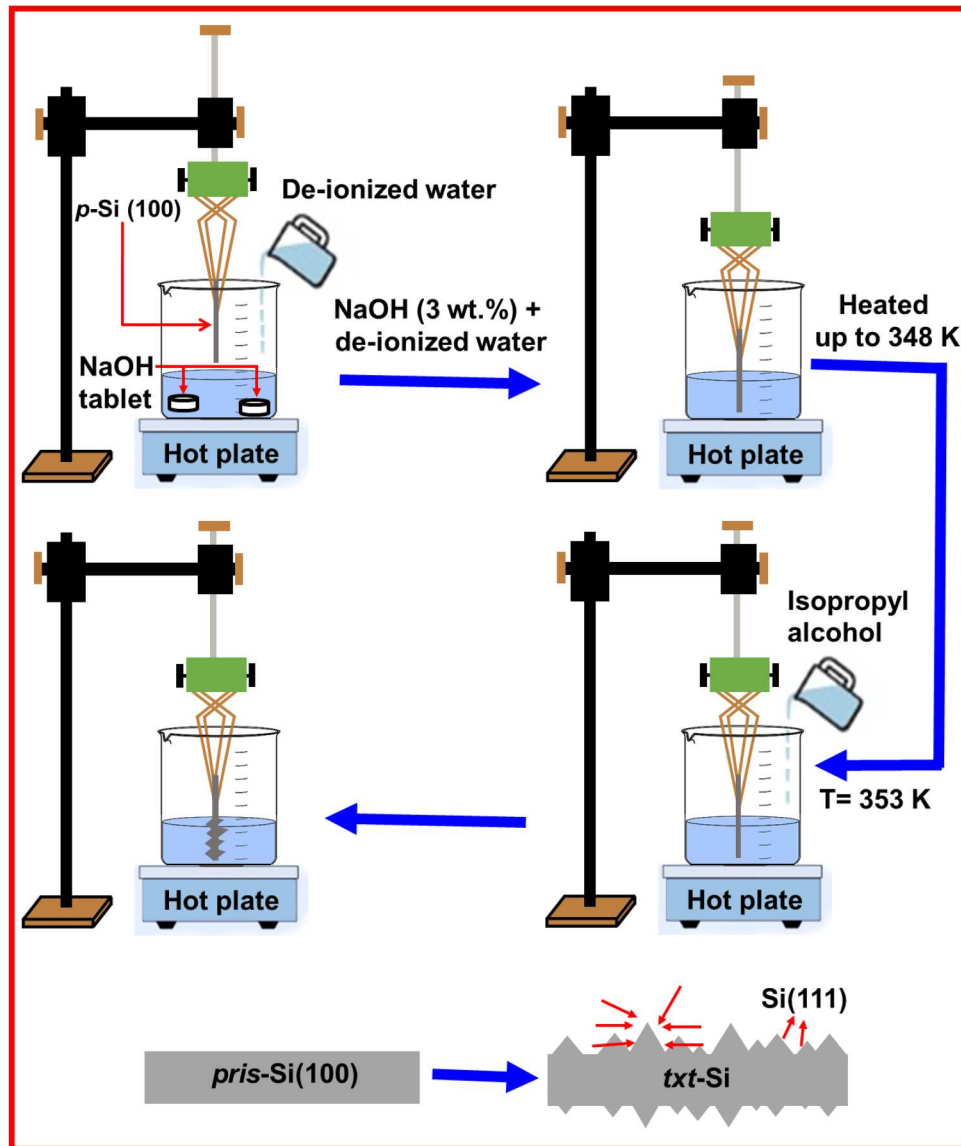 De-ionized water
p-Si (100)
NaOH (3 wt.%) +
de-ionized water
NaOH
tablet
Hot plate
Heated
up to 348 K
Hot plate
Isopropyl
alcohol
T= 353 K
Hot plate
Hot plate
pris-Si(100)
Si(111)
txt-Si